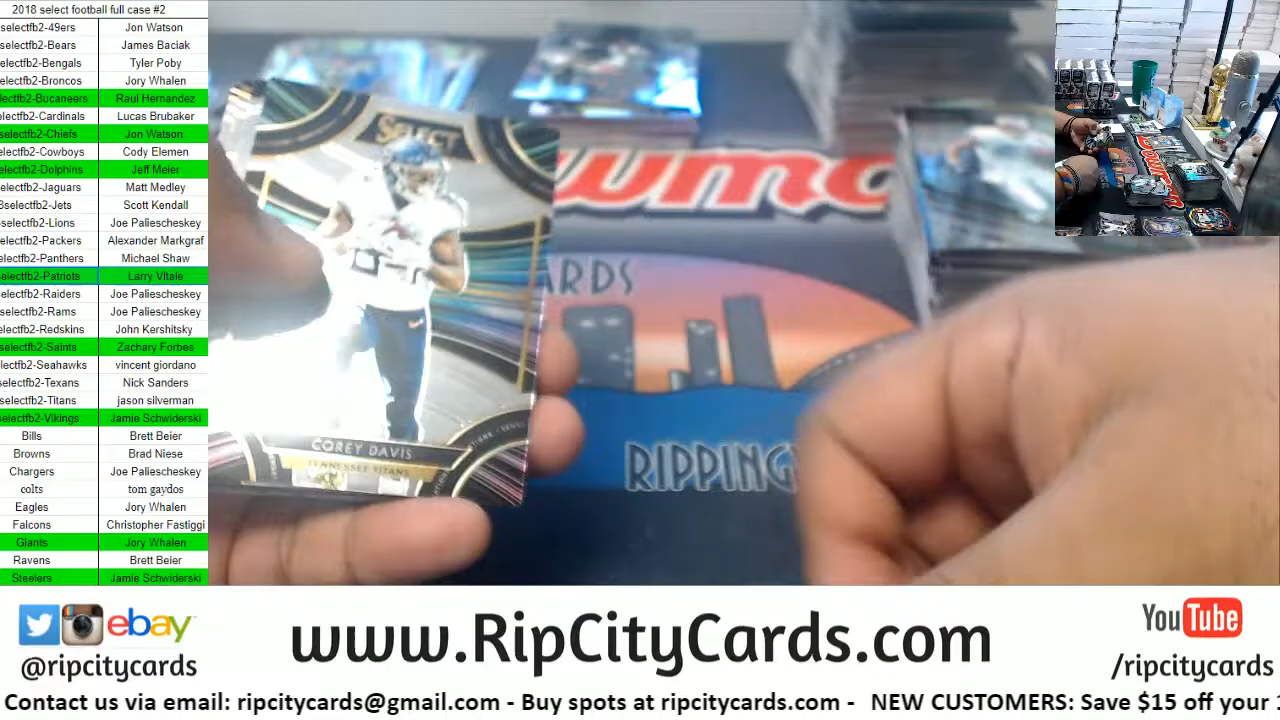 2018 select football full case #2
selectfb2-49ers Jon Watson
selectfb2-Bears James Baciak
electfb2-Bengals Tyler Poby
electfb2-Broncos Jory Whalen
lectfb2-Bucaneers Raul Hernandez
electfb2-Cardinals Lucas Brubaker
selectfb2-Chiefs Jon Watson
electfb2-Cowboys Cody Elemen
electfb2-Dolphins Jeff Meier
electfb2-Jaguars Matt Medley
3selectfb2-Jets Scott Kendall
selectfb2-Lions Joe Paliescheskey
electfb2-Packers Alexander Markgraf
electfb2-Panthers Michael Shaw
electfb2-Patriots Larry Vitale
electfb2-Raiders Joe Paliescheskey
selectfb2-Rams Joe Paliescheskey
electfb2-Redskins John Kershitsky
selectfb2-Saints Zachary Forbes
lectfb2-Seahawks vincent giordano
selectfb2-Texans Nick Sanders
selectfb2-Titans jason silverman
selectfb2-Vikings Jamie Schwiderski
Bills Brett Beier
Browns Brad Niese
Chargers Joe Paliescheskey
colts tom gaydos
Eagles Jory Whalen
Falcons Christopher Fastiggi
Giants Jory Whalen
Ravens Brett Beier
Steelers Jamie Schwiderski
SELECT
COREY DAVIS
TENNESSEE TITANS
ARDS
RIPPING
ebay
@ripcitycards
www.RipCityCards.com
YouTube
/ripcitycards
Contact us via email: ripcitycards@gmail.com - Buy spots at ripcitycards.com - NEW CUSTOMERS: Save $15 off your